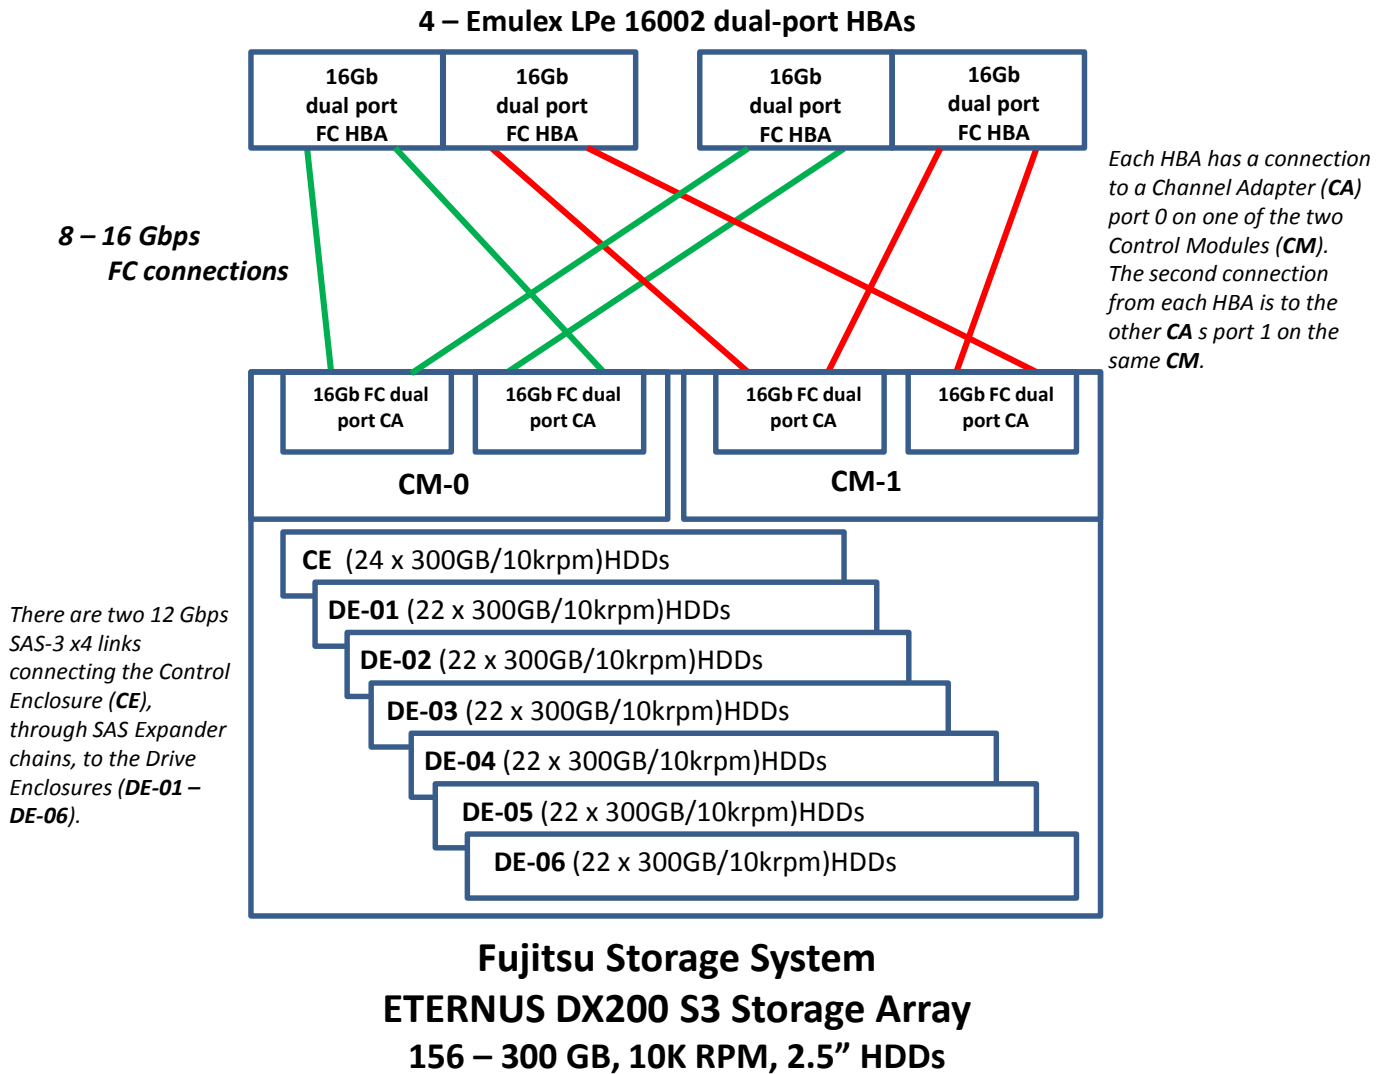 4 – Emulex LPe 16002 dual-port HBAs
16Gb
dual port
FC HBA
16Gb
dual port
FC HBA
16Gb
dual port
FC HBA
16Gb
dual port
FC HBA
Each HBA has a connection
to a Channel Adapter (CA)
port 0 on one of the two
Control Modules (CM).
The second connection
from each HBA is to the
other CA s port 1 on the
same CM.
8 – 16 Gbps
FC connections
16Gb FC dual
port CA
16Gb FC dual
port CA
16Gb FC dual
port CA
16Gb FC dual
port CA
CM-0
CM-1
CE (24 x 300GB/10krpm)HDDs
DE-01 (22 x 300GB/10krpm)HDDs
DE-02 (22 x 300GB/10krpm)HDDs
DE-03 (22 x 300GB/10krpm)HDDs
DE-04 (22 x 300GB/10krpm)HDDs
DE-05 (22 x 300GB/10krpm)HDDs
DE-06 (22 x 300GB/10krpm)HDDs
There are two 12 Gbps
SAS-3 x4 links
connecting the Control
Enclosure (CE),
through SAS Expander
chains, to the Drive
Enclosures (DE-01 –
DE-06).
Fujitsu Storage System
ETERNUS DX200 S3 Storage Array
156 – 300 GB, 10K RPM, 2.5” HDDs